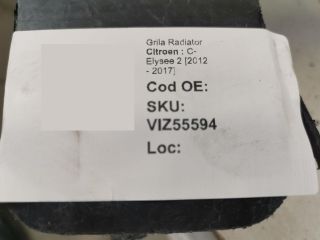 Grila Radiator
Citroen : C-
Elysee 2 [2012
- 2017]
Cod OE:
SKU:
VIZ55594
Loc: